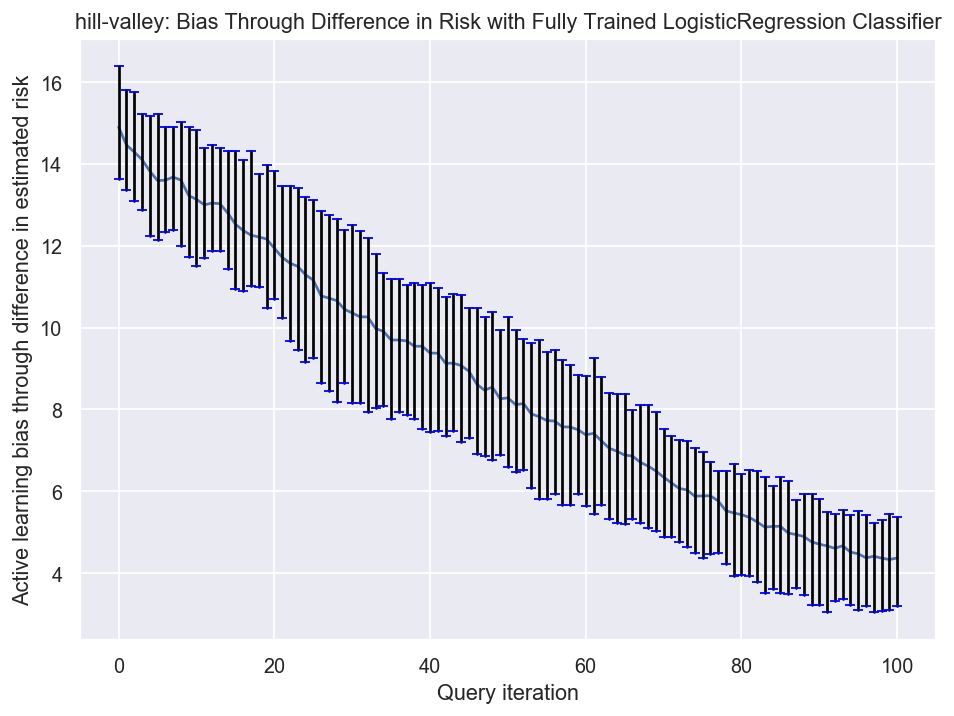 hill-valley: Bias Through Difference in Risk with Fully Trained LogisticRegression Classifier
Active learning bias through difference in estimated risk
16
14
12
10
8
6
4
0 20 40 60 80 100
Query iteration